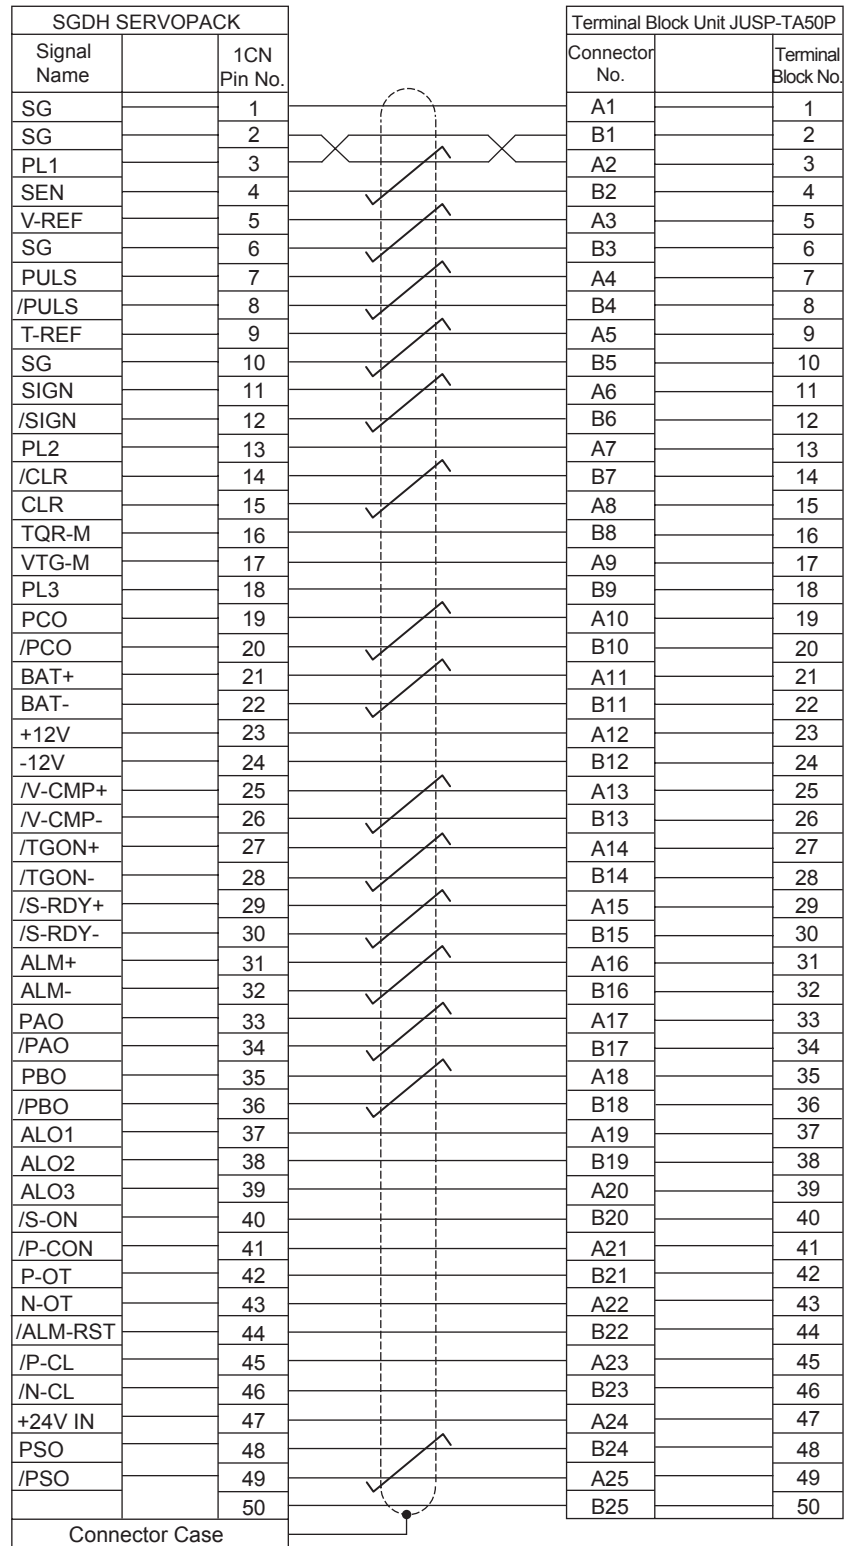 SGDH SERVOPACK Terminal Block Unit JUSP-TA50P
Signal Name 1CN Pin No. Connector No. Terminal Block No.
SG 1 A1 1
SG 2 B1 2
PL1 3 A2 3
SEN 4 B2 4
V-REF 5 A3 5
SG 6 B3 6
PULS 7 A4 7
/PULS 8 B4 8
T-REF 9 A5 9
SG 10 B5 10
SIGN 11 A6 11
/SIGN 12 B6 12
PL2 13 A7 13
/CLR 14 B7 14
CLR 15 A8 15
TQR-M 16 B8 16
VTG-M 17 A9 17
PL3 18 B9 18
PCO 19 A10 19
/PCO 20 B10 20
BAT+ 21 A11 21
BAT- 22 B11 22
+12V 23 A12 23
-12V 24 B12 24
/V-CMP+ 25 A13 25
/V-CMP- 26 B13 26
/TGON+ 27 A14 27
/TGON- 28 B14 28
/S-RDY+ 29 A15 29
/S-RDY- 30 B15 30
ALM+ 31 A16 31
ALM- 32 B16 32
PAO 33 A17 33
/PAO 34 B17 34
PBO 35 A18 35
/PBO 36 B18 36
ALO1 37 A19 37
ALO2 38 B19 38
ALO3 39 A20 39
/S-ON 40 B20 40
/P-CON 41 A21 41
P-OT 42 B21 42
N-OT 43 A22 43
/ALM-RST 44 B22 44
/P-CL 45 A23 45
/N-CL 46 B23 46
+24V IN 47 A24 47
PSO 48 B24 48
/PSO 49 A25 49
50 B25 50
Connector Case